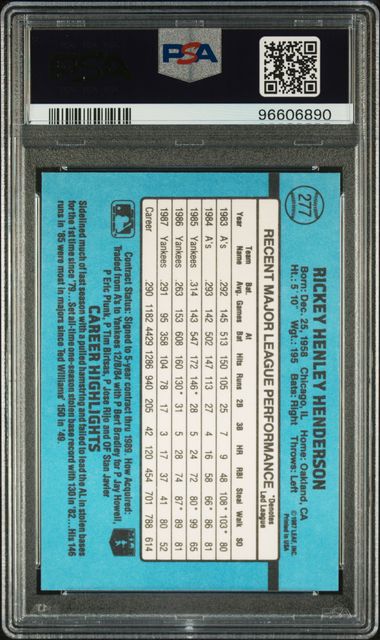 PSA
PSA
96606890
277
RICKEY HENLEY HENDERSON
Born: Dec. 25, 1958 Chicago, IL Home: Oakland, CA
Ht.: 5' 10" Wgt.: 195 Bats: Right Throws: Left
©1987 LEAF, INC.
Printed in USA
RECENT MAJOR LEAGUE PERFORMANCE *Denotes Led League
Year Team Name Bat. Avg. Games At Bat Hits Runs 2B 3B HR RBI Steal Walk SO
1983 A's .292 145 513 150 105 25 7 9 48 108* 103* 80
1984 A's .293 142 502 147 113 27 4 16 58 66* 86 81
1985 Yankees .314 143 547 172 146* 28 5 24 72 80* 99 65
1986 Yankees .263 153 608 160 130* 31 5 28 74 87* 89 81
1987 Yankees .291 95 358 104 78 17 3 17 37 41 80 52
Career .290 1182 4429 1286 940 205 42 120 454 701 788 614
Contract Status: Signed to 5-year contract thru 1989. How Acquired:
Traded from A's to Yankees 12/8/84 with P Bert Bradley for P Jay Howell,
P Eric Plunk, P Tim Birtsas, P Jose Rijo and OF Stan Javier
CAREER HIGHLIGHTS
Sidelined much of last season with a pulled hamstring and failed to lead the AL in stolen bases
for the 1st time since '79...Set all-time one-season stolen base record with 130 in '82...His 146
runs in '85 were most in majors since Ted Williams' 150 in '49.